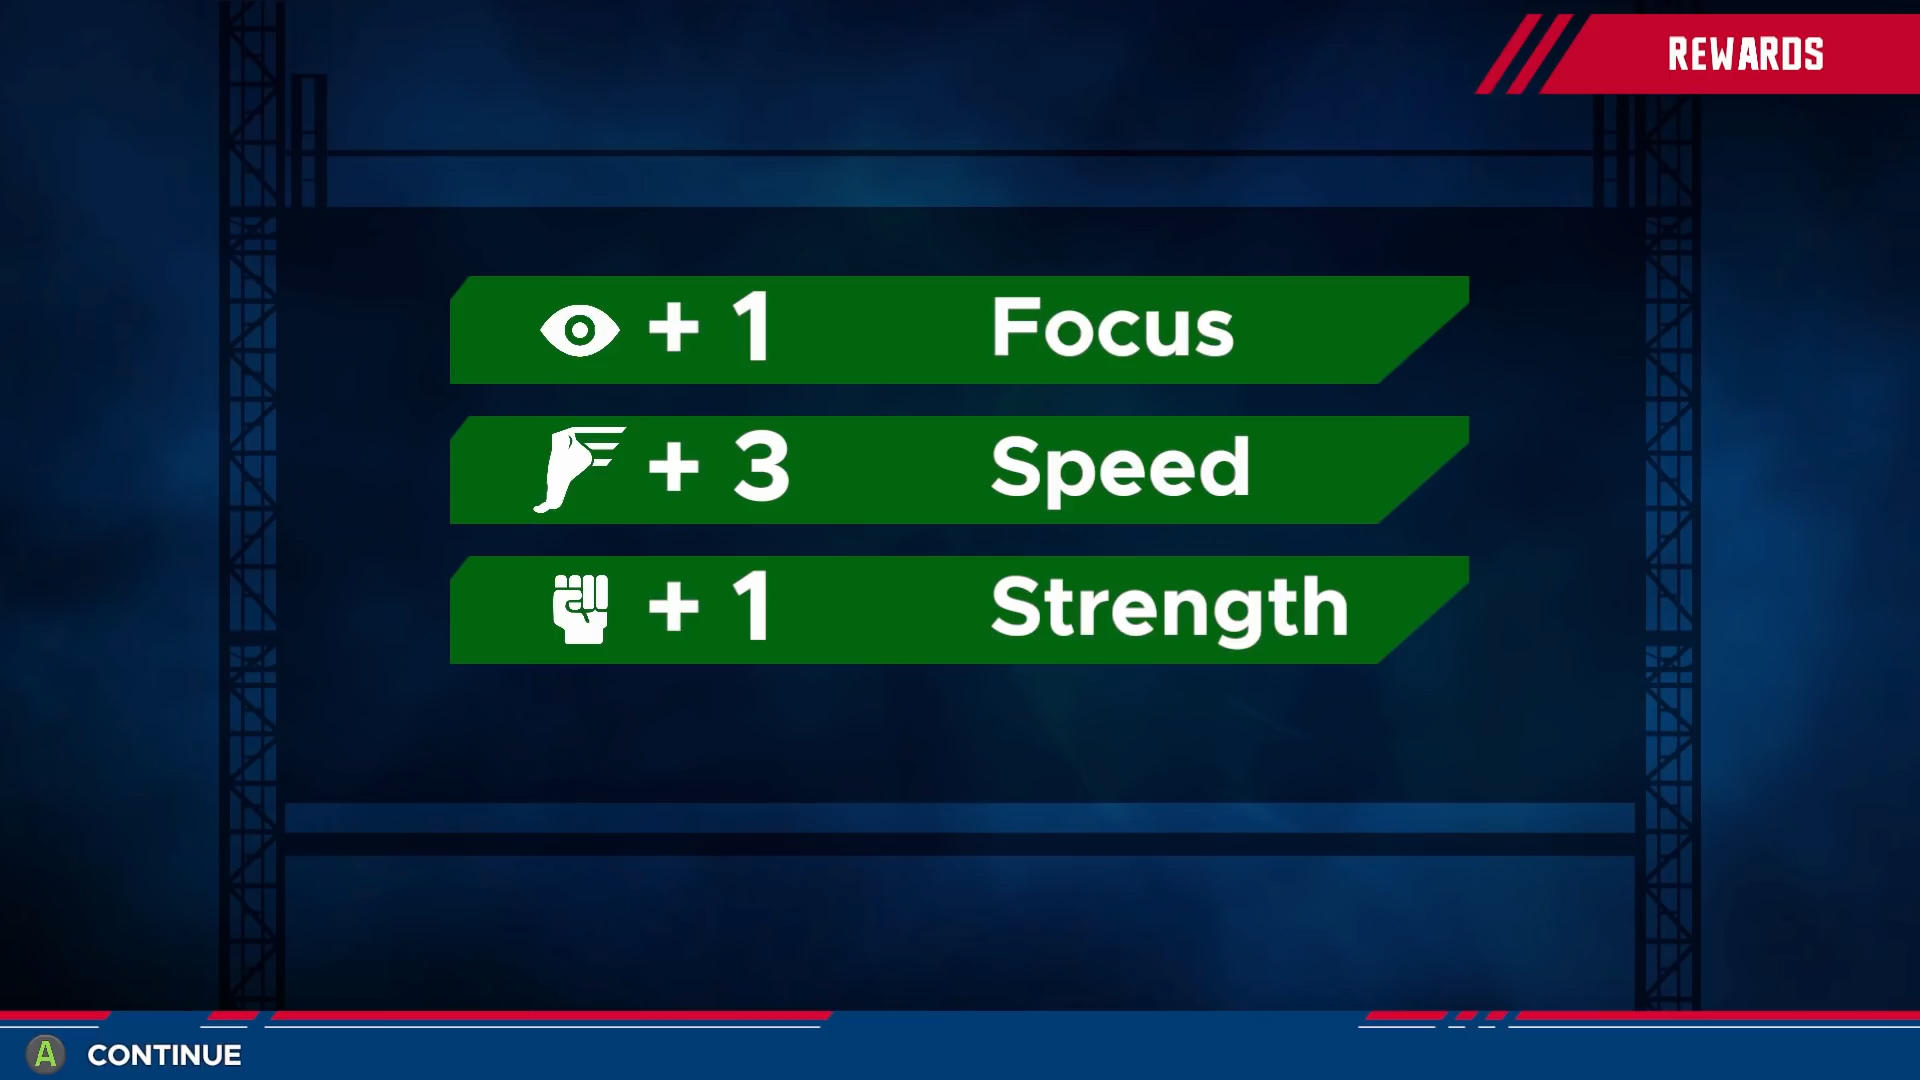 REWARDS
+ 1 Focus
+ 3 Speed
+ 1 Strength
A CONTINUE